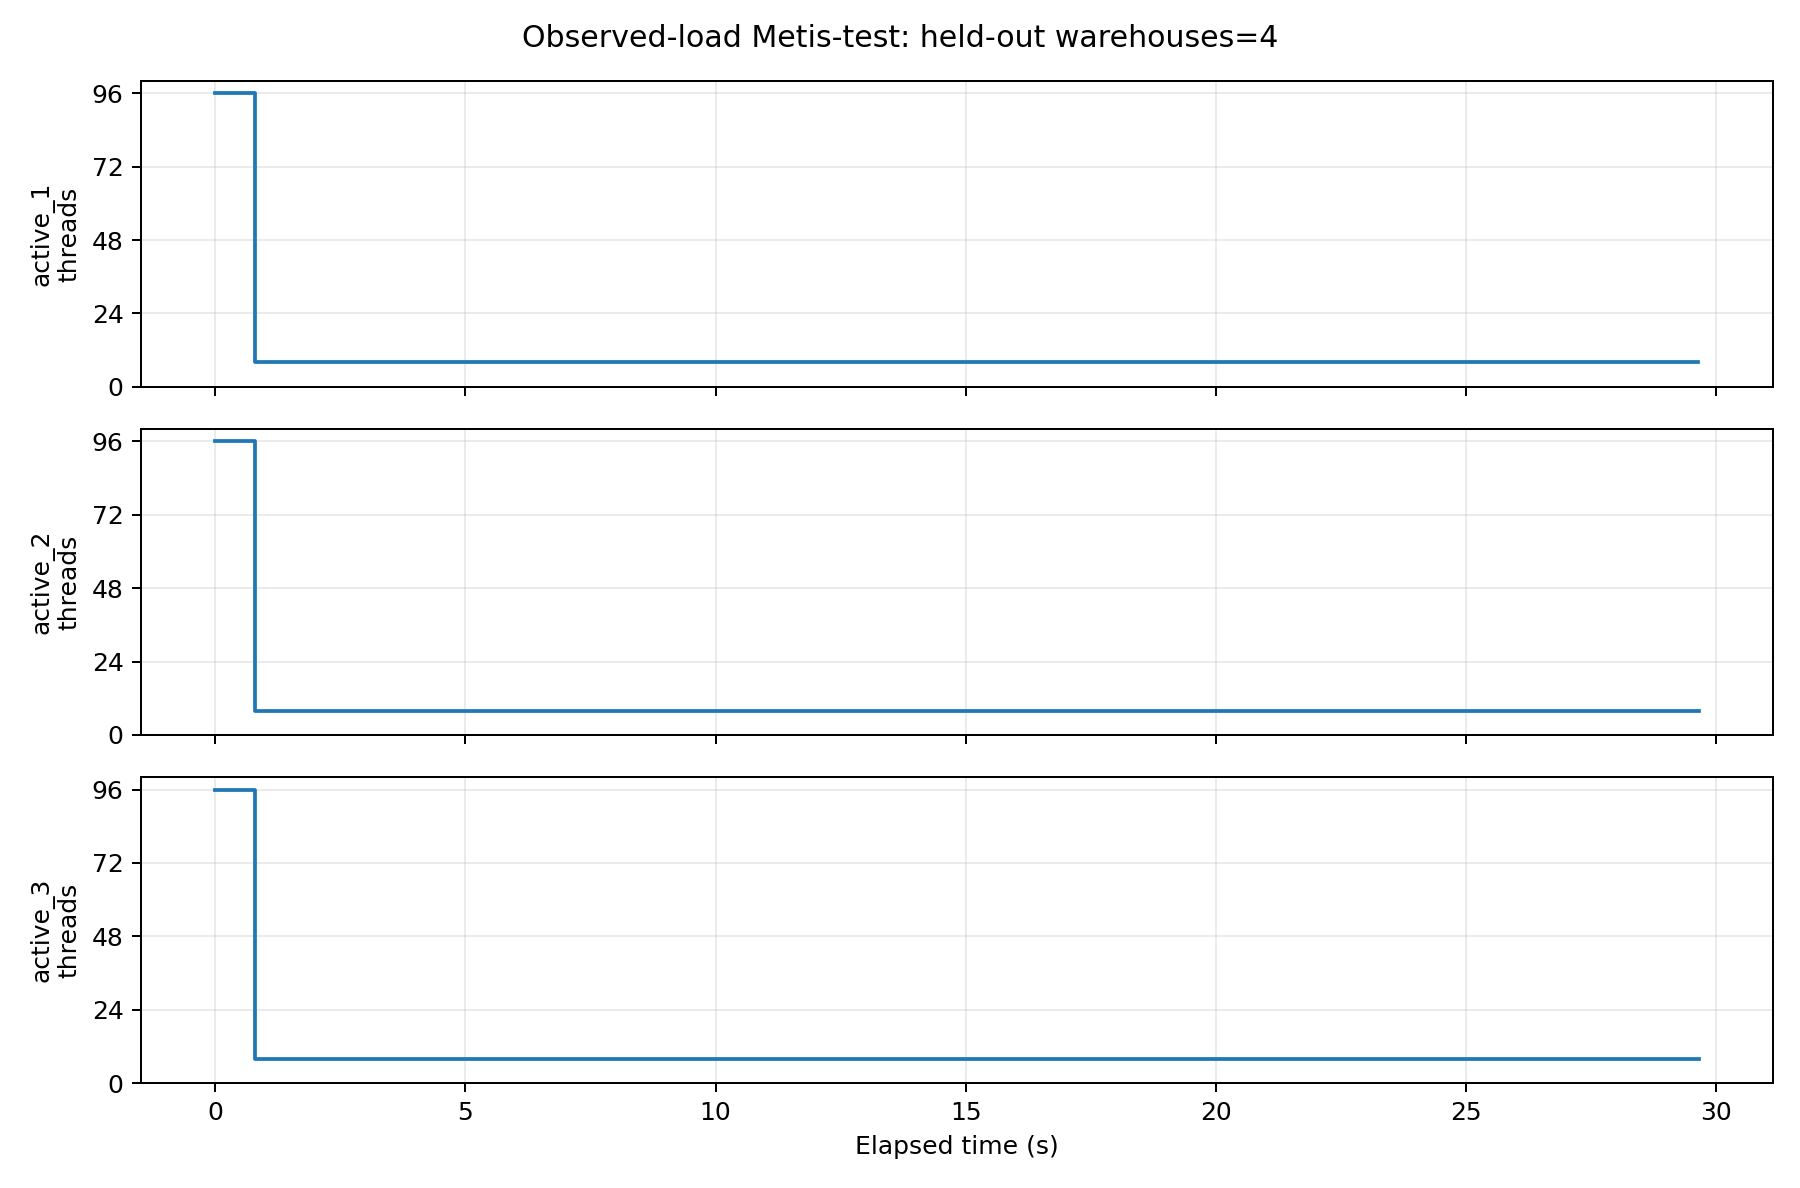 Observed-load Metis-test: held-out warehouses=4
96
72
48
24
0
active_1
threads
96
72
48
24
0
active_2
threads
96
72
48
24
0
active_3
threads
0 5 10 15 20 25 30
Elapsed time (s)